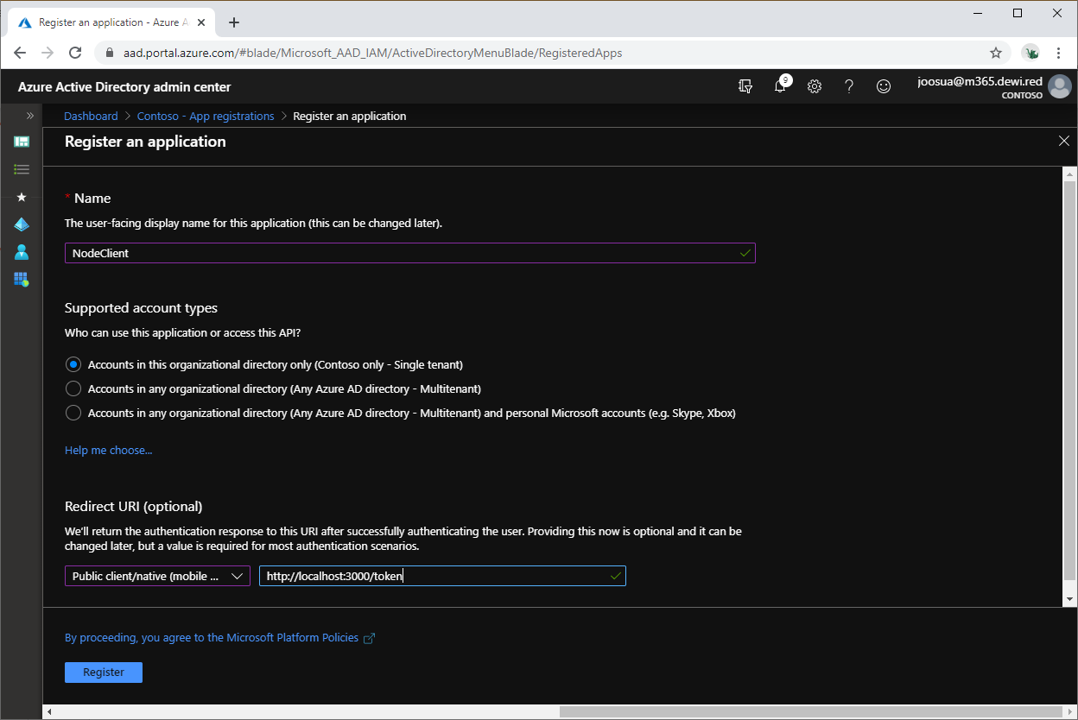 Register an application - Azure A
aad.portal.azure.com/#blade/Microsoft_AAD_IAM/ActiveDirectoryMenuBlade/RegisteredApps
Azure Active Directory admin center
9
joosua@m365.dewi.red
CONTOSO
Dashboard > Contoso - App registrations > Register an application
Register an application
* Name
The user-facing display name for this application (this can be changed later).
NodeClient
Supported account types
Who can use this application or access this API?
Accounts in this organizational directory only (Contoso only - Single tenant)
Accounts in any organizational directory (Any Azure AD directory - Multitenant)
Accounts in any organizational directory (Any Azure AD directory - Multitenant) and personal Microsoft accounts (e.g. Skype, Xbox)
Help me choose...
Redirect URI (optional)
We'll return the authentication response to this URI after successfully authenticating the user. Providing this now is optional and it can be
changed later, but a value is required for most authentication scenarios.
Public client/native (mobile ...
http://localhost:3000/token
By proceeding, you agree to the Microsoft Platform Policies
Register